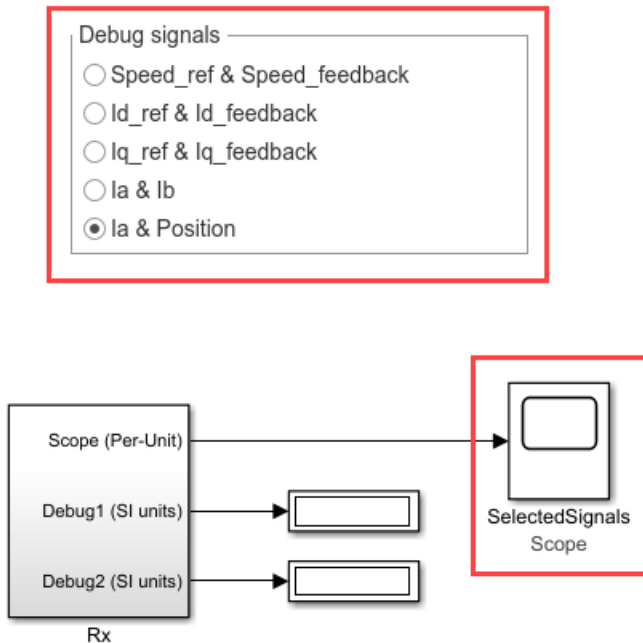 Debug signals
Speed_ref & Speed_feedback
Id_ref & Id_feedback
Iq_ref & Iq_feedback
Ia & Ib
Ia & Position
Scope (Per-Unit)
Debug1 (SI units)
Debug2 (SI units)
Rx
SelectedSignals
Scope